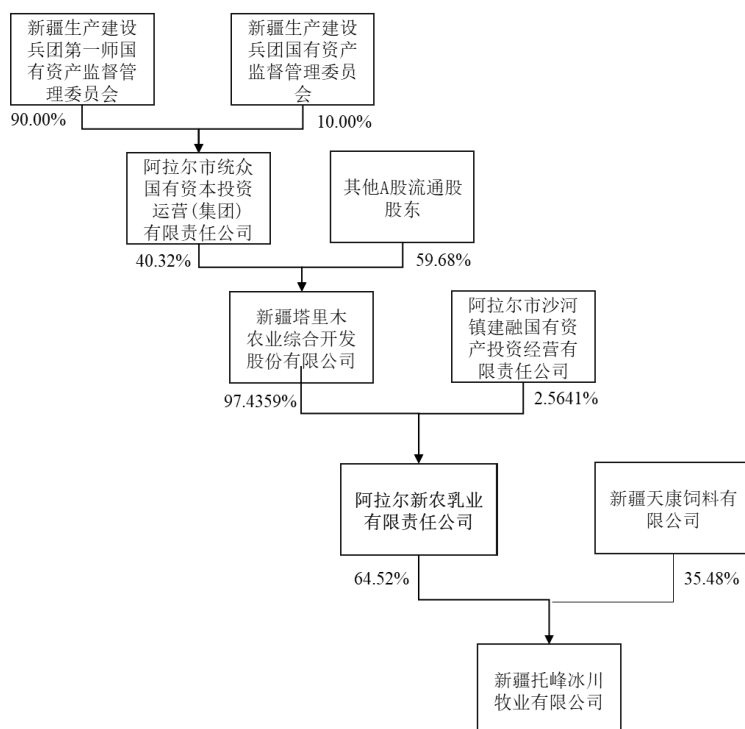 新疆生产建设
兵团第一师国
有资产监督管
理委员会
新疆生产建设
兵团国有资产
监督管理委员
会
90.00%
10.00%
阿拉尔市统众
国有资本投资
运营(集团)
有限责任公司
其他A股流通股
股东
40.32%
59.68%
新疆塔里木
农业综合开发
股份有限公司
阿拉尔市沙河
镇建融国有资
产投资经营有
限责任公司
97.4359%
2.5641%
阿拉尔新农乳业
有限责任公司
新疆天康饲料有
限公司
64.52%
35.48%
新疆托峰冰川
牧业有限公司